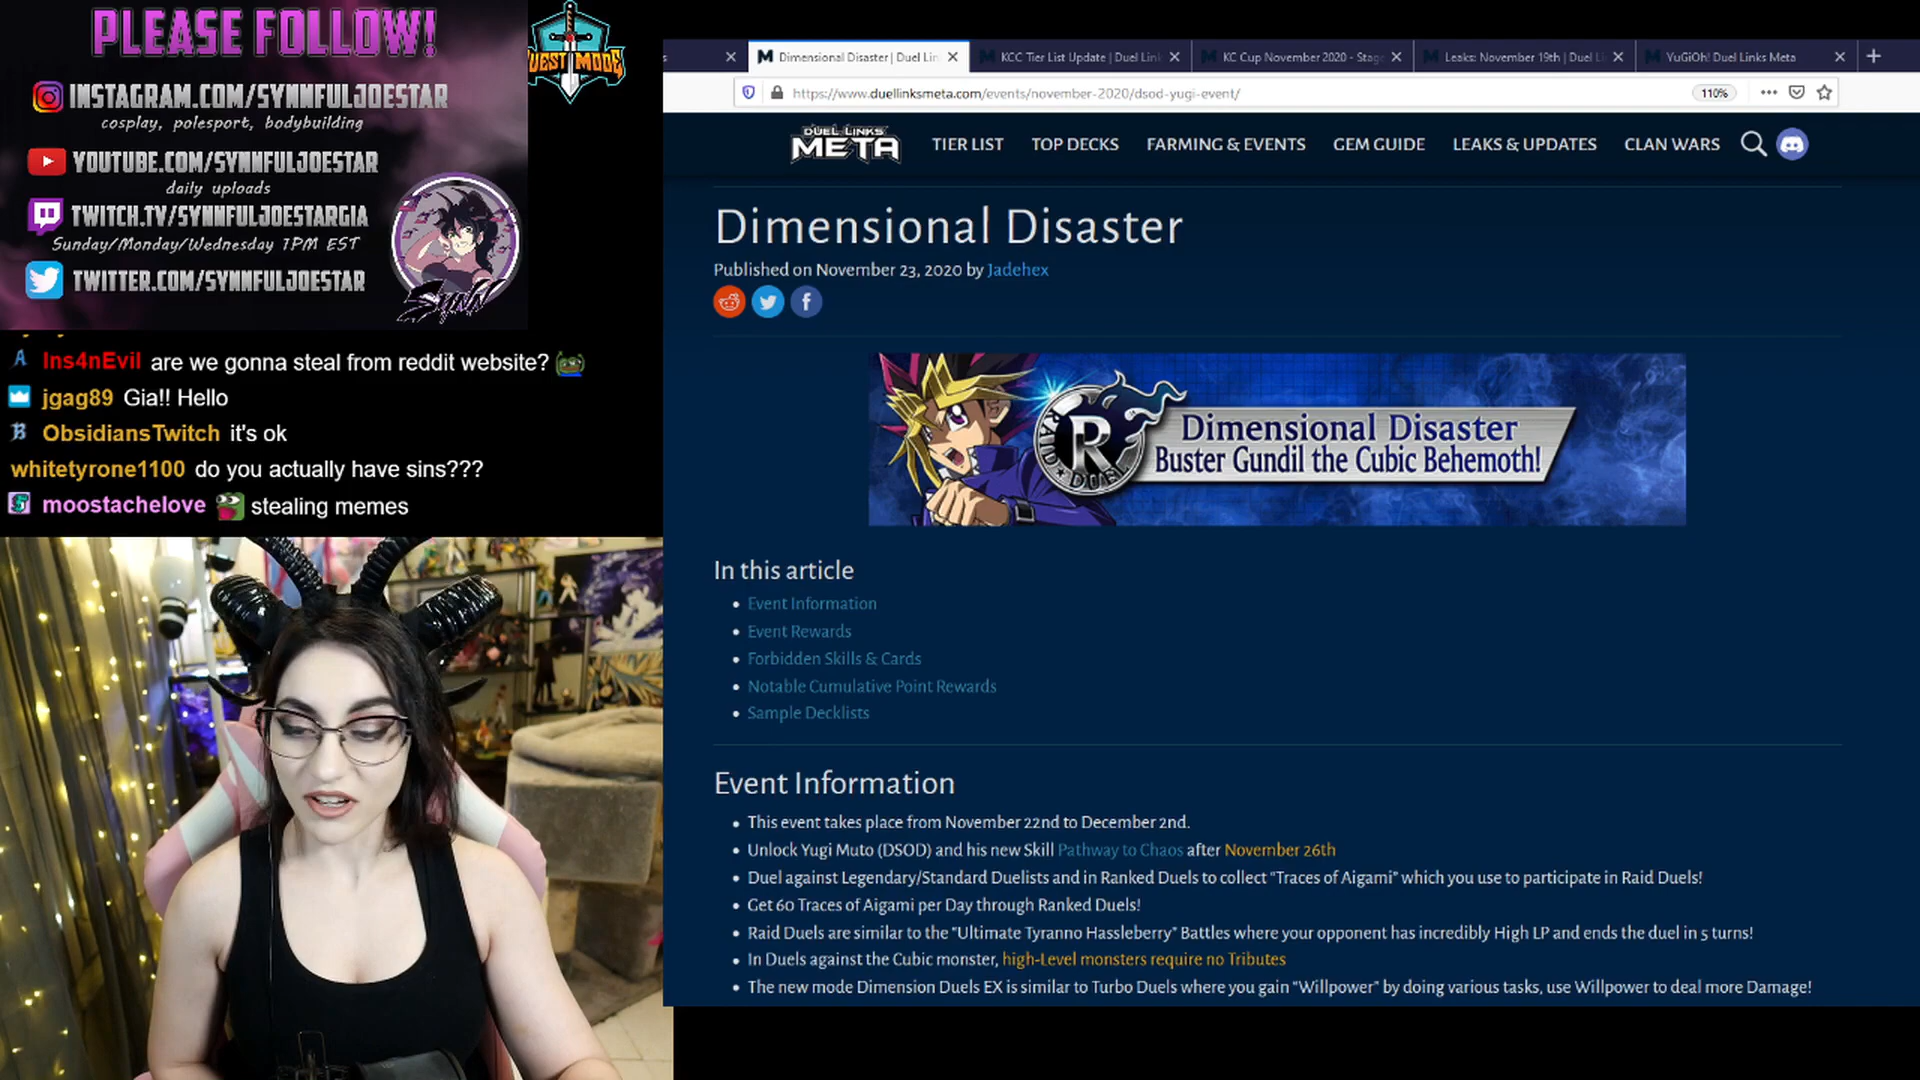 PLEASE FOLLOW!
INSTAGRAM.COM/SYNNFULJOESTAR
cosplay, polesport, bodybuilding
YOUTUBE.COM/SYNNFULJOESTAR
daily uploads
TWITCH.TV/SYNNFULJOESTARGIA
Sunday/Monday/Wednesday 1PM EST
TWITTER.COM/SYNNFULJOESTAR
SYNN
QUEST MODE
Ins4nEvil are we gonna steal from reddit website?
jgag89 Gia!! Hello
ObsidiansTwitch it's ok
whitetyrone1100 do you actually have sins???
moostachelove stealing memes
s
Dimensional Disaster | Duel Lin
KCC Tier List Update | Duel Link
KC Cup November 2020 - Stage
Leaks: November 19th | Duel L
YuGiOh! Duel Links Meta
https://www.duellinksmeta.com/events/november-2020/dsod-yugi-event/
110%
DUEL LINKS META
TIER LIST
TOP DECKS
FARMING & EVENTS
GEM GUIDE
LEAKS & UPDATES
CLAN WARS
Dimensional Disaster
Published on November 23, 2020 by Jadehex
RAID DUEL R
Dimensional Disaster
Buster Gundil the Cubic Behemoth!
In this article
Event Information
Event Rewards
Forbidden Skills & Cards
Notable Cumulative Point Rewards
Sample Decklists
Event Information
This event takes place from November 22nd to December 2nd.
Unlock Yugi Muto (DSOD) and his new Skill Pathway to Chaos after November 26th
Duel against Legendary/Standard Duelists and in Ranked Duels to collect “Traces of Aigami” which you use to participate in Raid Duels!
Get 60 Traces of Aigami per Day through Ranked Duels!
Raid Duels are similar to the “Ultimate Tyranno Hassleberry” Battles where your opponent has incredibly High LP and ends the duel in 5 turns!
In Duels against the Cubic monster, high-Level monsters require no Tributes
The new mode Dimension Duels EX is similar to Turbo Duels where you gain “Willpower” by doing various tasks, use Willpower to deal more Damage!